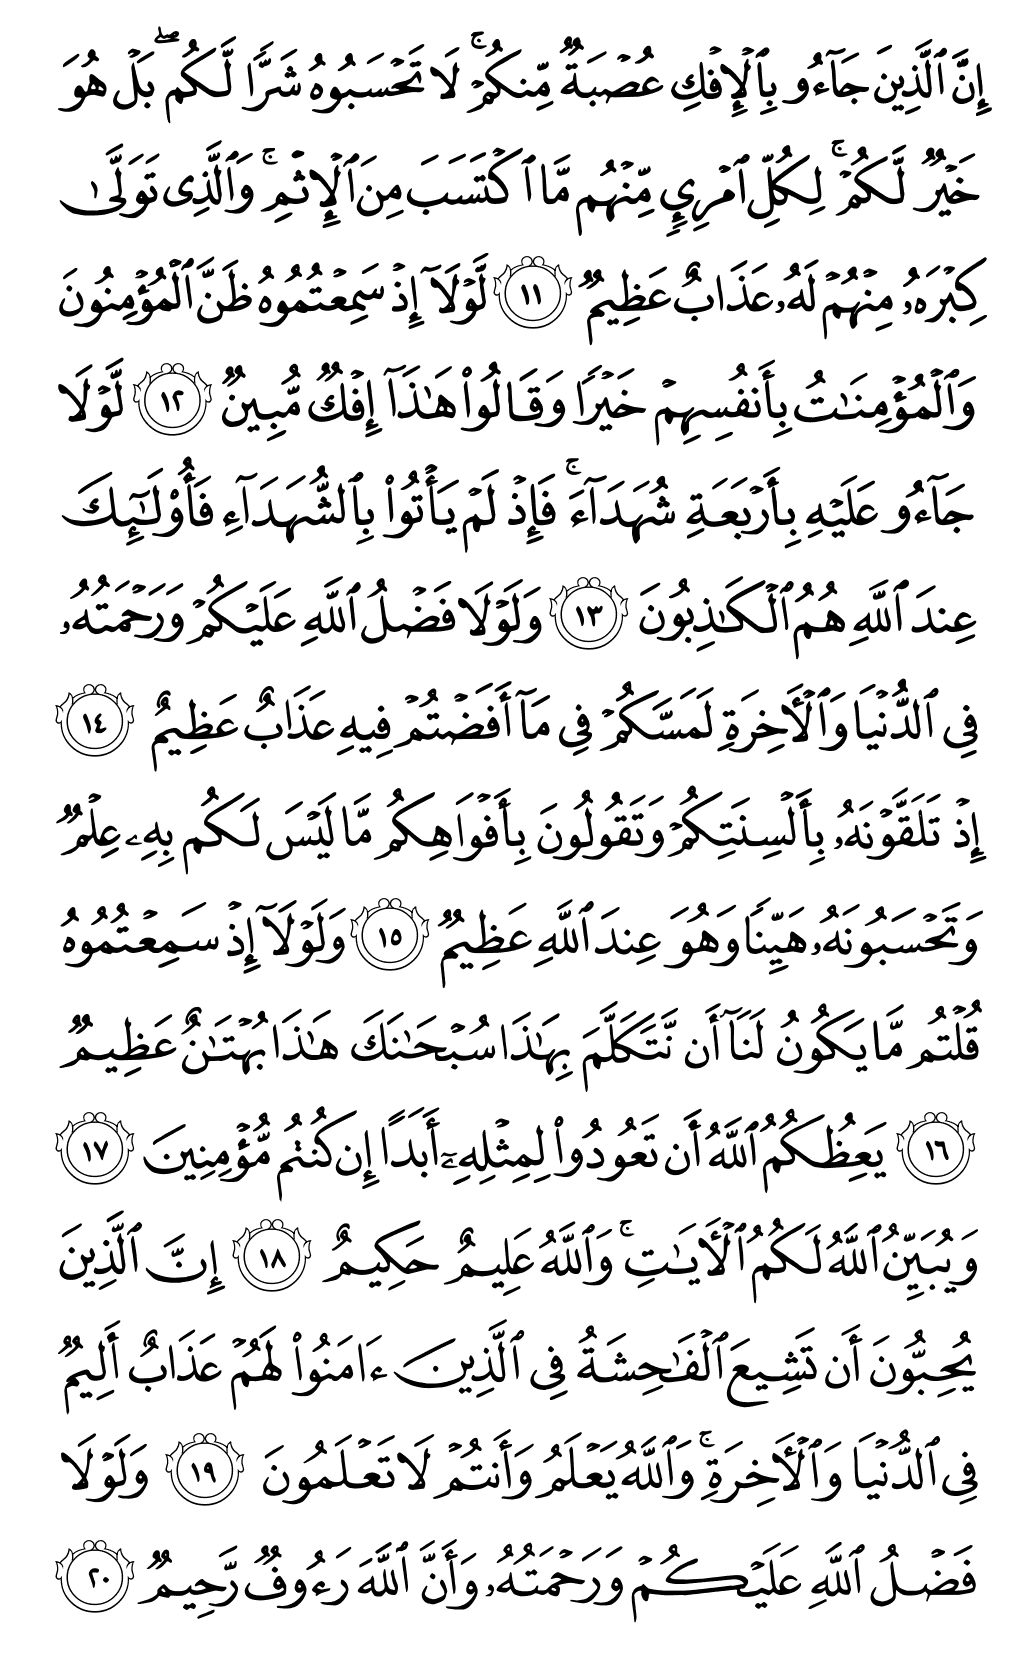 إِنَّ ٱلَّذِينَ جَآءُو بِٱلْإِفْكِ عُصْبَةٌ مِّنكُمْ ۚ لَا تَحْسَبُوهُ شَرًّا لَّكُم ۖ بَلْ هُوَ
خَيْرٌ لَّكُمْ ۚ لِكُلِّ ٱمْرِئٍ مِّنْهُم مَّا ٱكْتَسَبَ مِنَ ٱلْإِثْمِ ۚ وَٱلَّذِى تَوَلَّىٰ
كِبْرَهُۥ مِنْهُمْ لَهُۥ عَذَابٌ عَظِيمٌ ١١ لَّوْلَآ إِذْ سَمِعْتُمُوهُ ظَنَّ ٱلْمُؤْمِنُونَ
وَٱلْمُؤْمِنَـٰتُ بِأَنفُسِهِمْ خَيْرًا وَقَالُوا۟ هَـٰذَآ إِفْكٌ مُّبِينٌ ١٢ لَّوْلَا
جَآءُو عَلَيْهِ بِأَرْبَعَةِ شُهَدَآءَ ۚ فَإِذْ لَمْ يَأْتُوا۟ بِٱلشُّهَدَآءِ فَأُو۟لَـٰٓئِكَ
عِندَ ٱللَّهِ هُمُ ٱلْكَـٰذِبُونَ ١٣ وَلَوْلَا فَضْلُ ٱللَّهِ عَلَيْكُمْ وَرَحْمَتُهُۥ
فِى ٱلدُّنْيَا وَٱلْـَٔاخِرَةِ لَمَسَّكُمْ فِى مَآ أَفَضْتُمْ فِيهِ عَذَابٌ عَظِيمٌ ١٤
إِذْ تَلَقَّوْنَهُۥ بِأَلْسِنَتِكُمْ وَتَقُولُونَ بِأَفْوَاهِكُم مَّا لَيْسَ لَكُم بِهِۦ عِلْمٌ
وَتَحْسَبُونَهُۥ هَيِّنًا وَهُوَ عِندَ ٱللَّهِ عَظِيمٌ ١٥ وَلَوْلَآ إِذْ سَمِعْتُمُوهُ
قُلْتُم مَّا يَكُونُ لَنَآ أَن نَّتَكَلَّمَ بِهَـٰذَا سُبْحَـٰنَكَ هَـٰذَا بُهْتَـٰنٌ عَظِيمٌ
١٦ يَعِظُكُمُ ٱللَّهُ أَن تَعُودُوا۟ لِمِثْلِهِۦٓ أَبَدًا إِن كُنتُم مُّؤْمِنِينَ ١٧
وَيُبَيِّنُ ٱللَّهُ لَكُمُ ٱلْـَٔايَـٰتِ ۚ وَٱللَّهُ عَلِيمٌ حَكِيمٌ ١٨ إِنَّ ٱلَّذِينَ
يُحِبُّونَ أَن تَشِيعَ ٱلْفَـٰحِشَةُ فِى ٱلَّذِينَ ءَامَنُوا۟ لَهُمْ عَذَابٌ أَلِيمٌ
فِى ٱلدُّنْيَا وَٱلْـَٔاخِرَةِ ۚ وَٱللَّهُ يَعْلَمُ وَأَنتُمْ لَا تَعْلَمُونَ ١٩ وَلَوْلَا
فَضْلُ ٱللَّهِ عَلَيْكُمْ وَرَحْمَتُهُۥ وَأَنَّ ٱللَّهَ رَءُوفٌ رَّحِيمٌ ٢٠